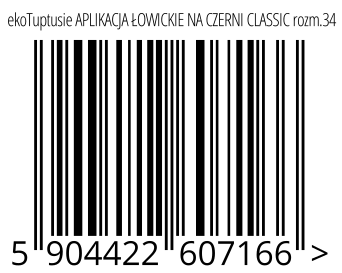 ekoTuptusie APLIKACJA ŁOWICKIE NA CZERNI CLASSIC rozm.34
5 904422 607166 >